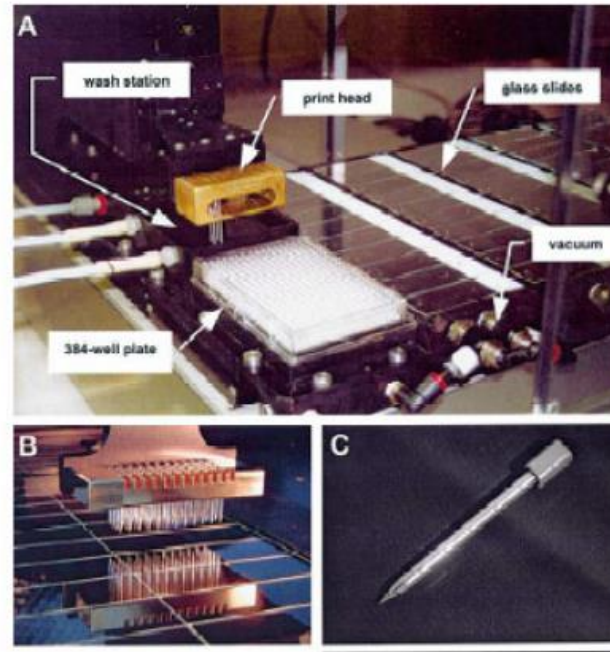 A
wash station
print head
glass slides
vacuum
384-well plate
B
C